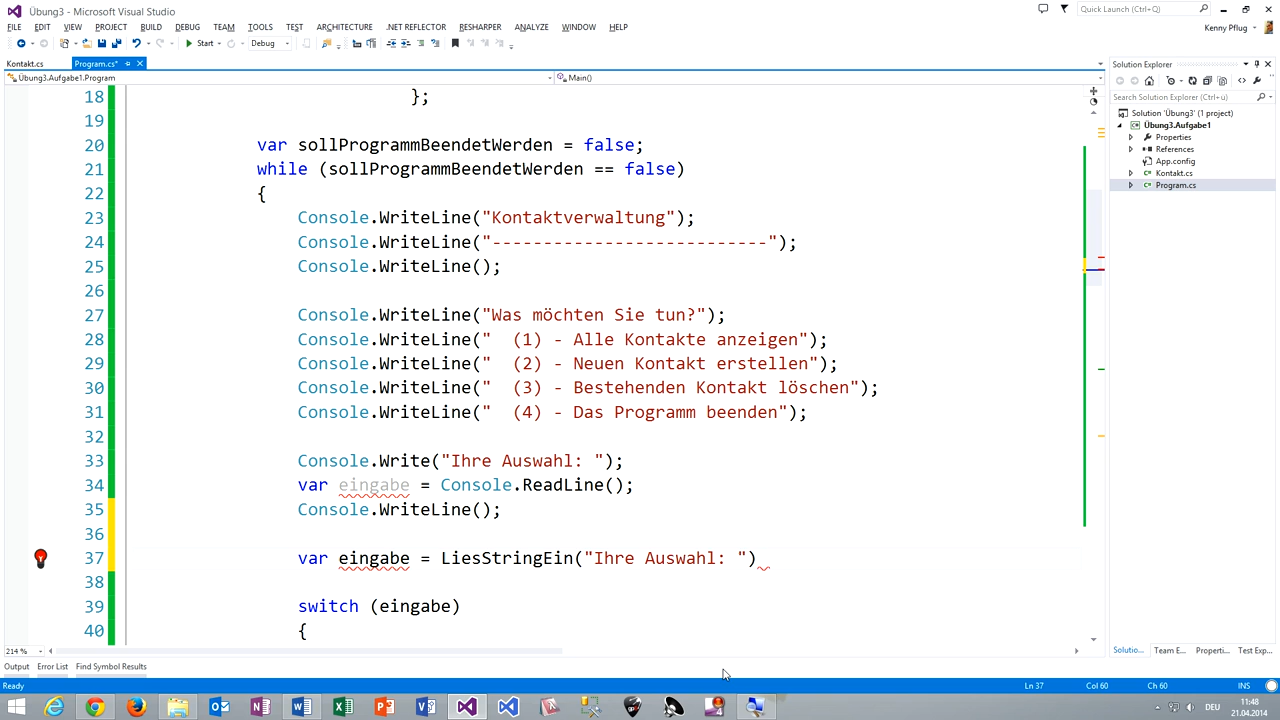 Übung3 - Microsoft Visual Studio
Quick Launch (Ctrl+Q)
FILE EDIT VIEW PROJECT BUILD DEBUG TEAM TOOLS TEST ARCHITECTURE .NET REFLECTOR RESHARPER ANALYZE WINDOW HELP
Kenny Pflug
Start Debug
Kontakt.cs Program.cs*
Solution Explorer
Übung3.Aufgabe1.Program Main()
Search Solution Explorer (Ctrl+ü)
Solution 'Übung3' (1 project)
Übung3.Aufgabe1
Properties
References
App.config
Kontakt.cs
Program.cs
18 };
19
20 var sollProgrammBeendetWerden = false;
21 while (sollProgrammBeendetWerden == false)
22 {
23 Console.WriteLine("Kontaktverwaltung");
24 Console.WriteLine("---------------------------");
25 Console.WriteLine();
26
27 Console.WriteLine("Was möchten Sie tun?");
28 Console.WriteLine("  (1) - Alle Kontakte anzeigen");
29 Console.WriteLine("  (2) - Neuen Kontakt erstellen");
30 Console.WriteLine("  (3) - Bestehenden Kontakt löschen");
31 Console.WriteLine("  (4) - Das Programm beenden");
32
33 Console.Write("Ihre Auswahl: ");
34 var eingabe = Console.ReadLine();
35 Console.WriteLine();
36
37 var eingabe = LiesStringEin("Ihre Auswahl: ")
38
39 switch (eingabe)
40 {
214 %
Solutio... Team E... Properti... Test Exp...
Output Error List Find Symbol Results
Ready Ln 37 Col 60 Ch 60 INS
DEU
11:48
21.04.2014